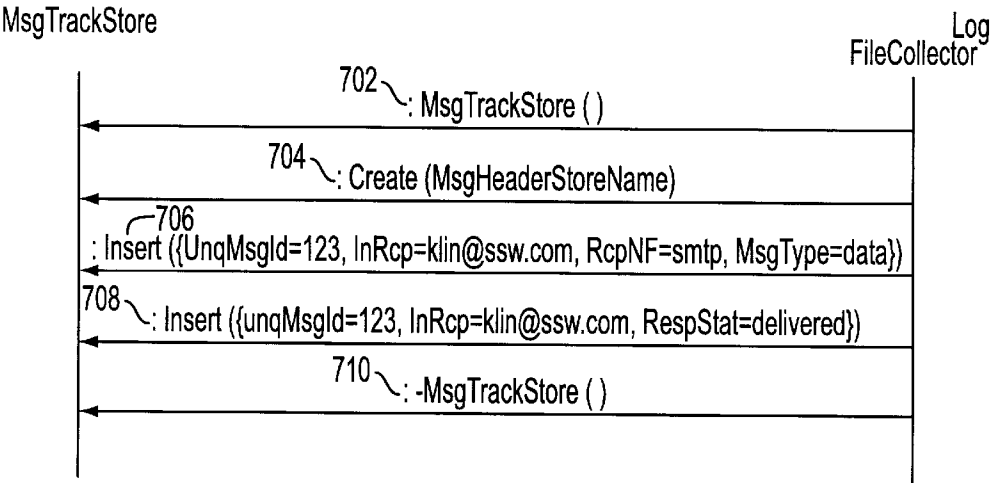 MsgTrackStore
Log
FileCollector
702
: MsgTrackStore ( )
704
: Create (MsgHeaderStoreName)
706
: Insert ({UnqMsgId=123, InRcp=klin@ssw.com, RcpNF=smtp, MsgType=data})
708
: Insert ({unqMsgId=123, InRcp=klin@ssw.com, RespStat=delivered})
710
: -MsgTrackStore ( )